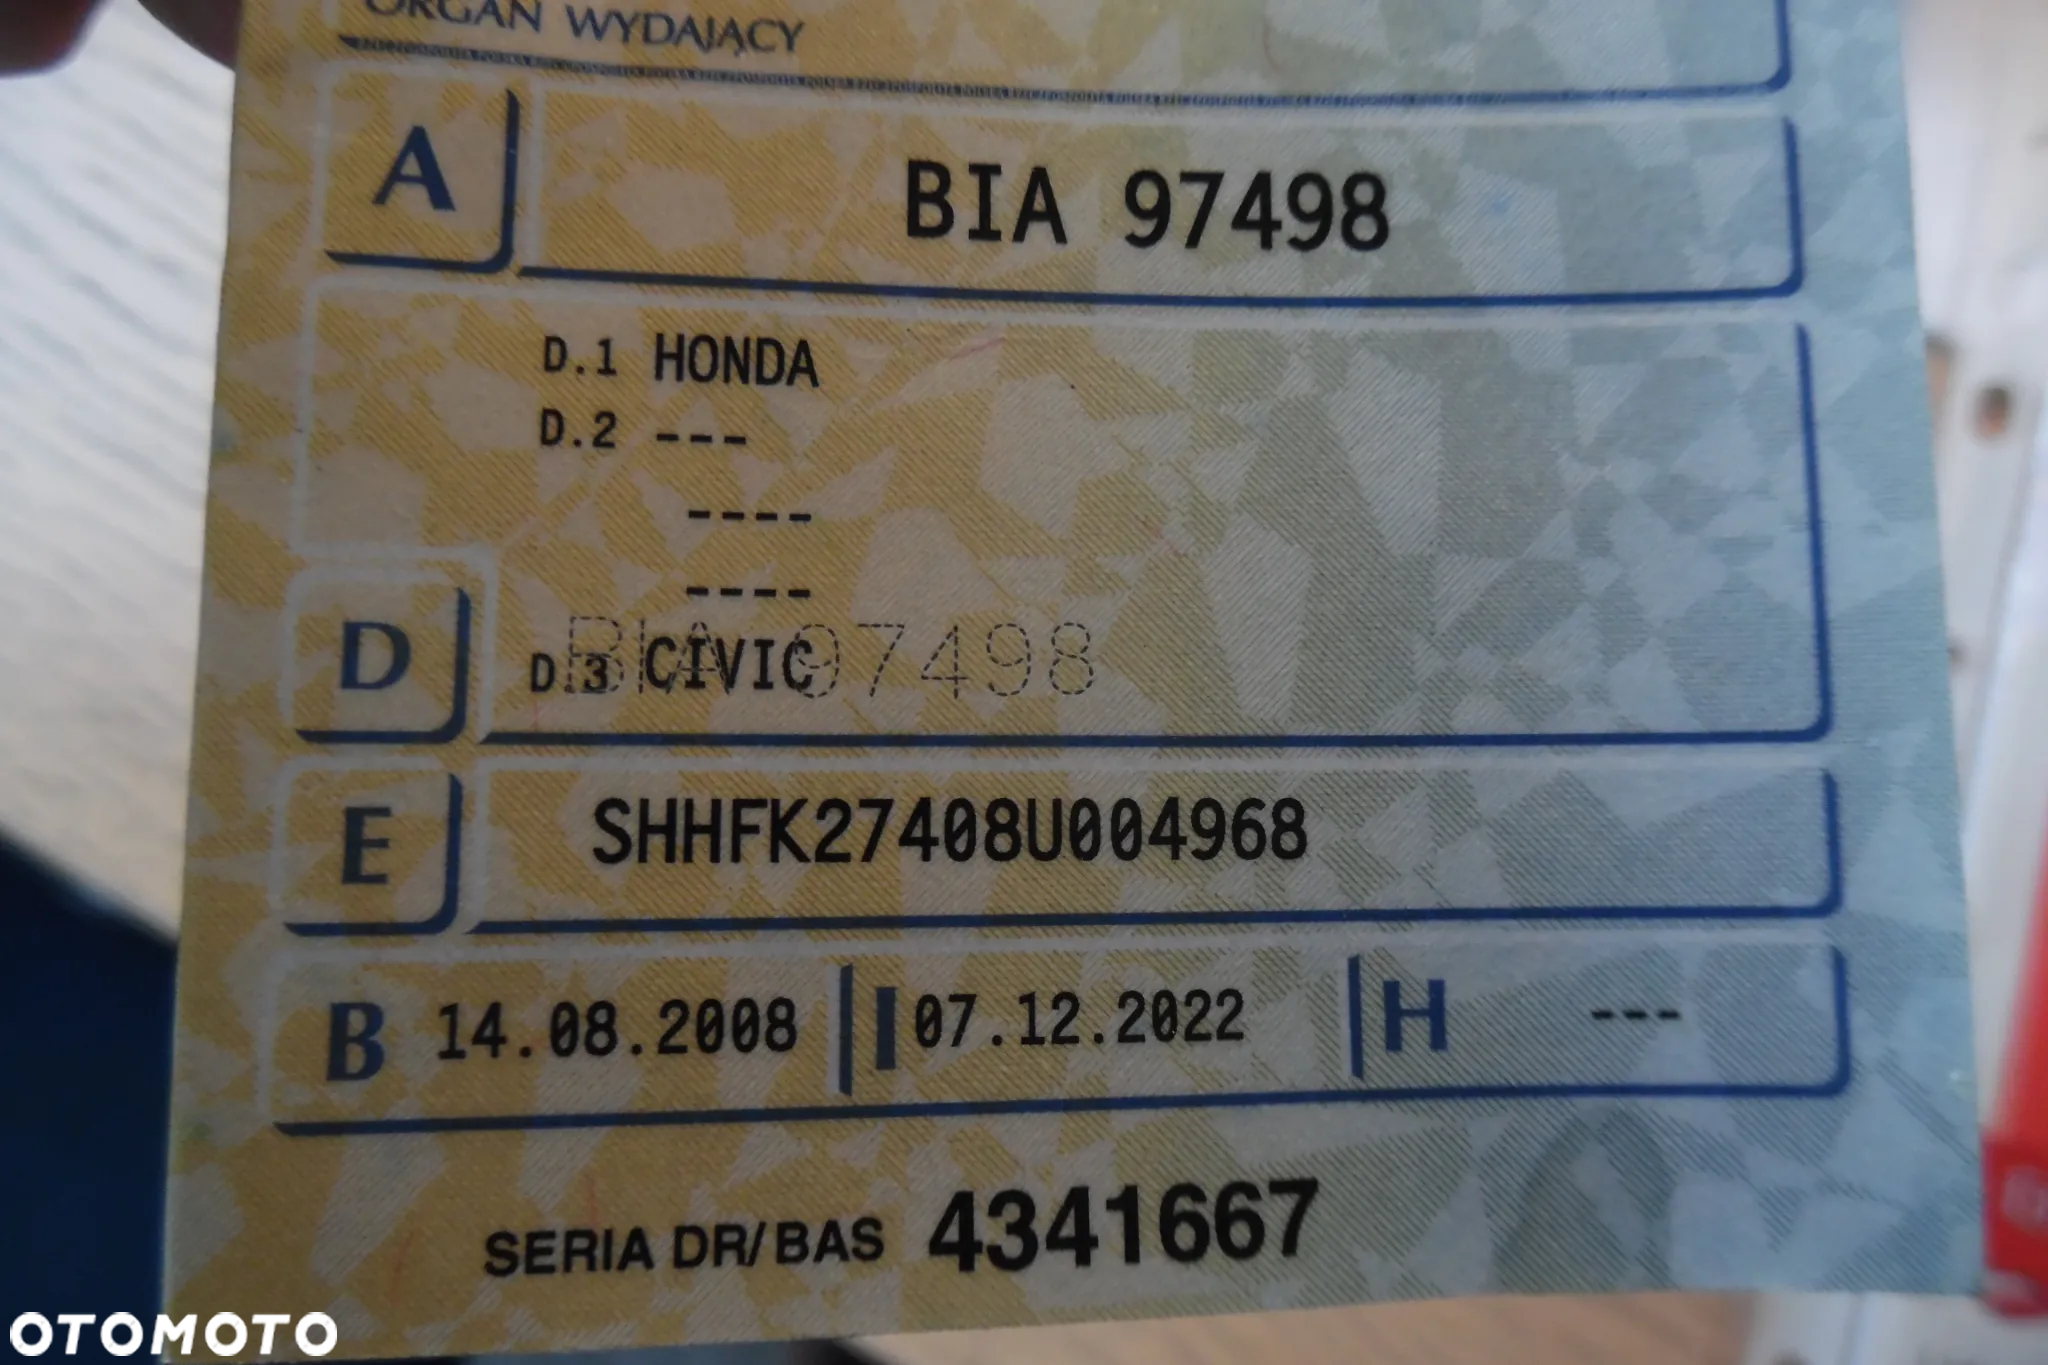 ORGAN WYDAJĄCY
A BIA 97498
D.1 HONDA
D.2 ---
----
----
D D.3 CIVIC
BIA 97498
E SHHFK27408U004968
B 14.08.2008 I 07.12.2022 H ---
SERIA DR/BAS 4341667
OTOMOTO